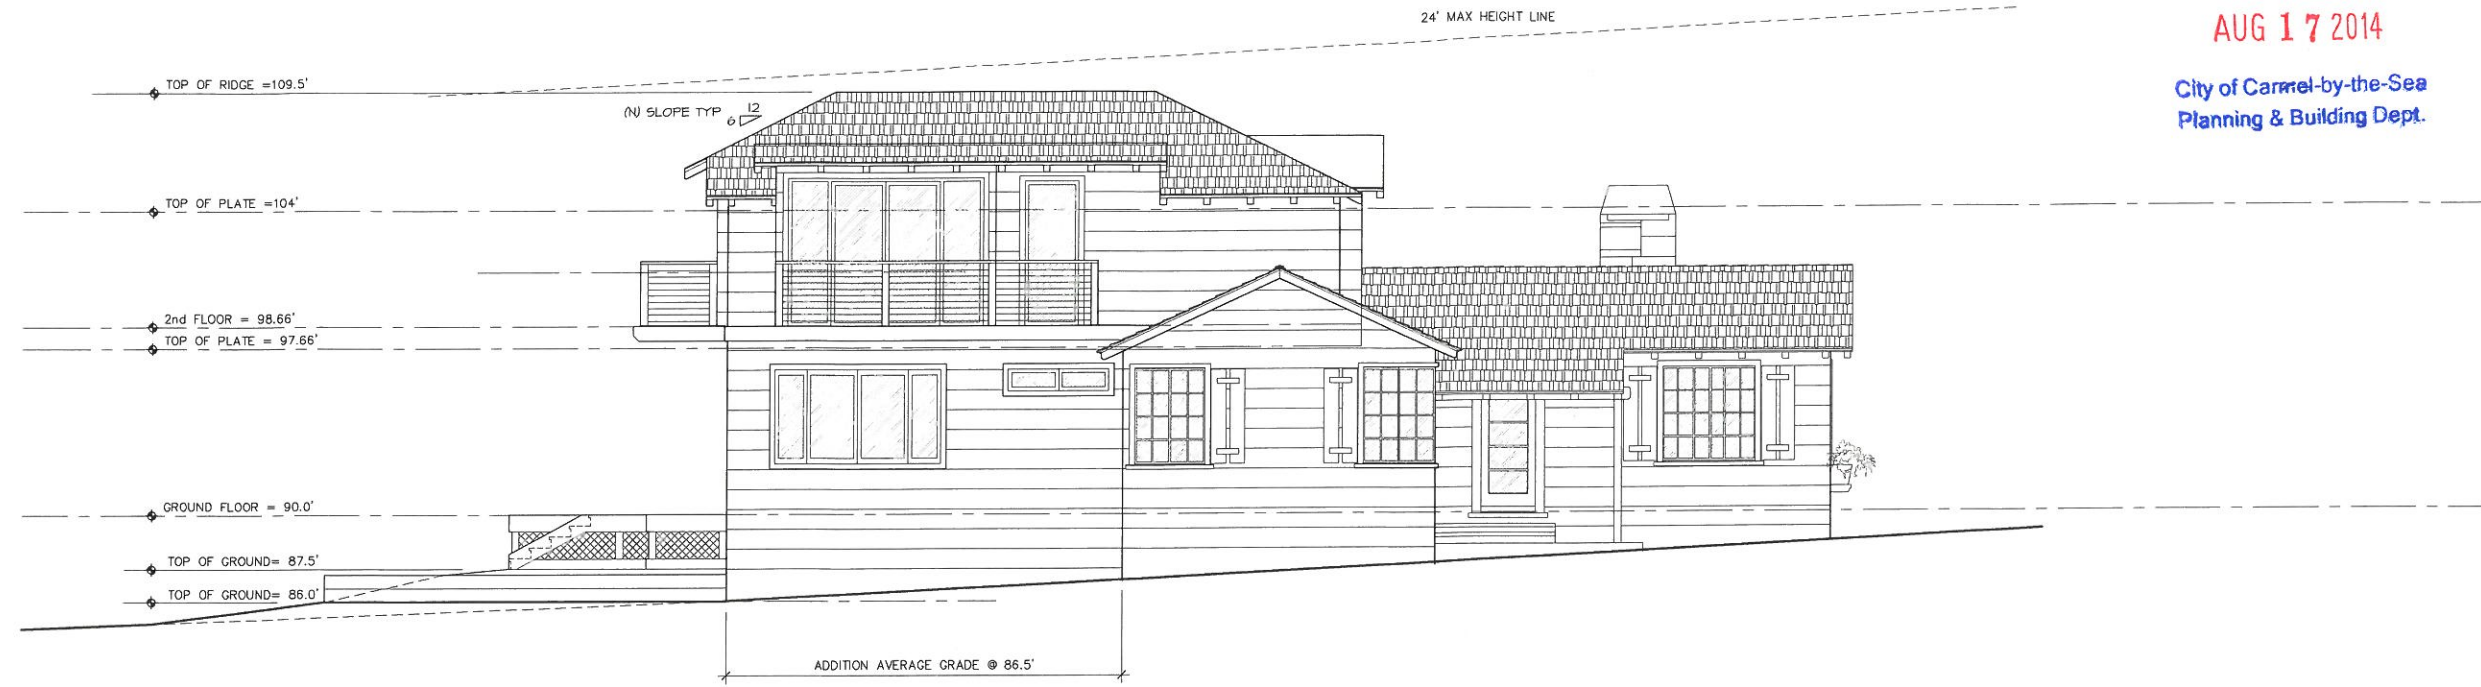 24' MAX HEIGHT LINE
AUG 17 2014
City of Carmel-by-the-Sea
Planning & Building Dept.
TOP OF RIDGE =109.5'
(N) SLOPE TYP
12
6
TOP OF PLATE =104'
2nd FLOOR = 98.66'
TOP OF PLATE = 97.66'
GROUND FLOOR = 90.0'
TOP OF GROUND= 87.5'
TOP OF GROUND= 86.0'
ADDITION AVERAGE GRADE @ 86.5'